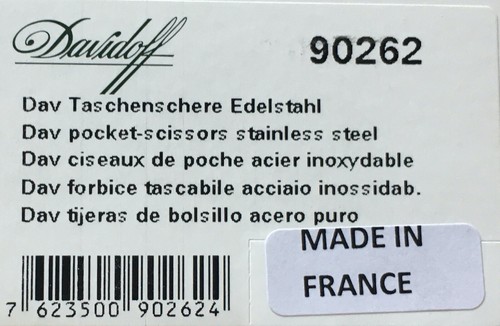 Davidoff
90262
Dav Taschenschere Edelstahl
Dav pocket-scissors stainless steel
Dav ciseaux de poche acier inoxydable
Dav forbice tascabile acciaio inossidab.
Dav tijeras de bolsillo acero puro
MADE IN
FRANCE
7 623500 902624